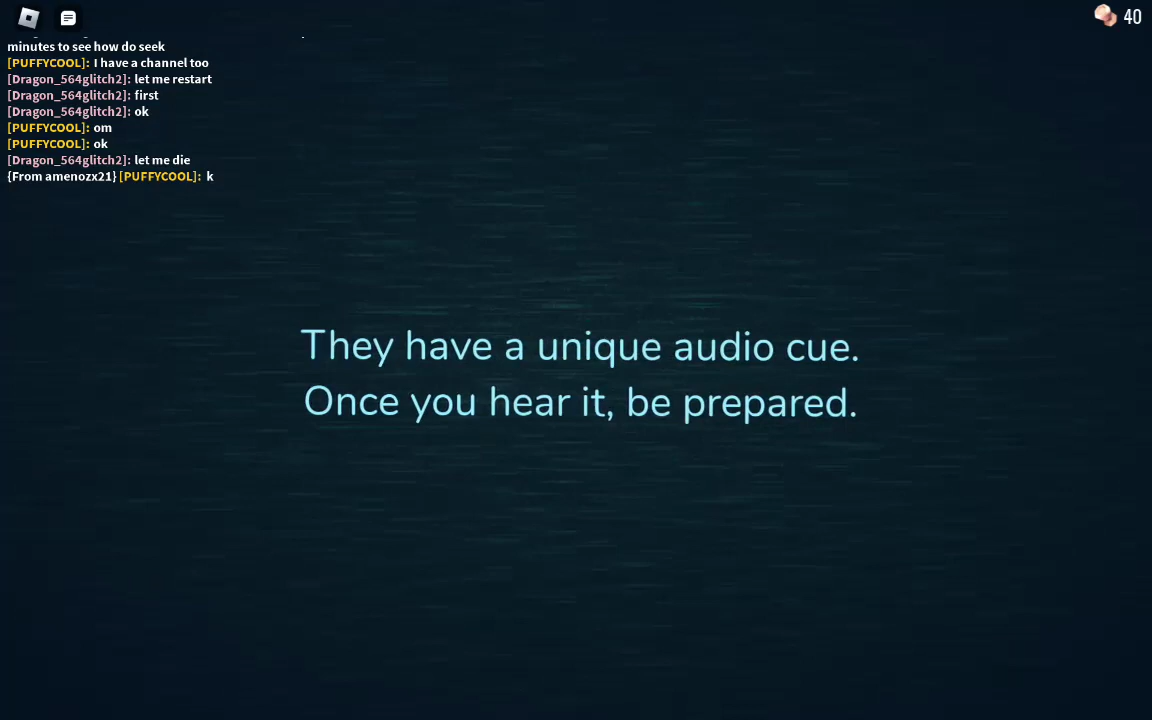 40
minutes to see how do seek
[PUFFYCOOL]: I have a channel too
[Dragon_564glitch2]: let me restart
[Dragon_564glitch2]: first
[Dragon_564glitch2]: ok
[PUFFYCOOL]: om
[PUFFYCOOL]: ok
[Dragon_564glitch2]: let me die
{From amenozx21} [PUFFYCOOL]: k
They have a unique audio cue.
Once you hear it, be prepared.